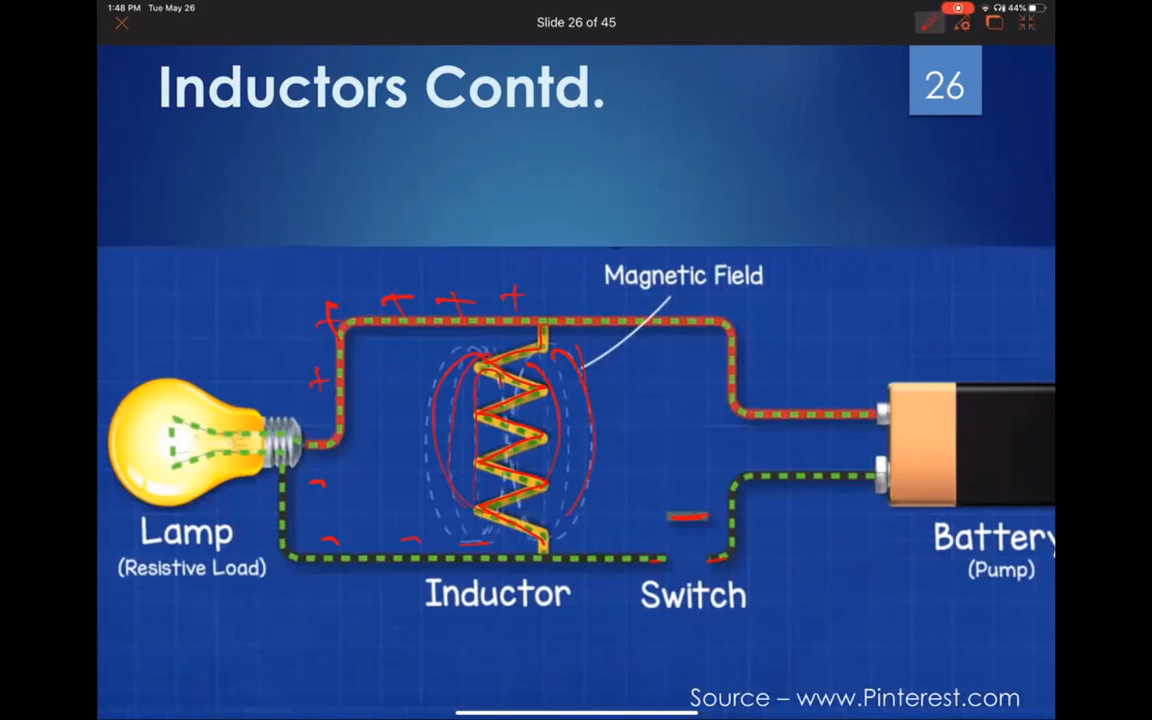 1:48 PM Tue May 26
44%
Slide 26 of 45
Inductors Contd.
26
Magnetic Field
+ + + + +
Lamp
(Resistive Load)
Inductor
Switch
Battery
(Pump)
Source – www.Pinterest.com